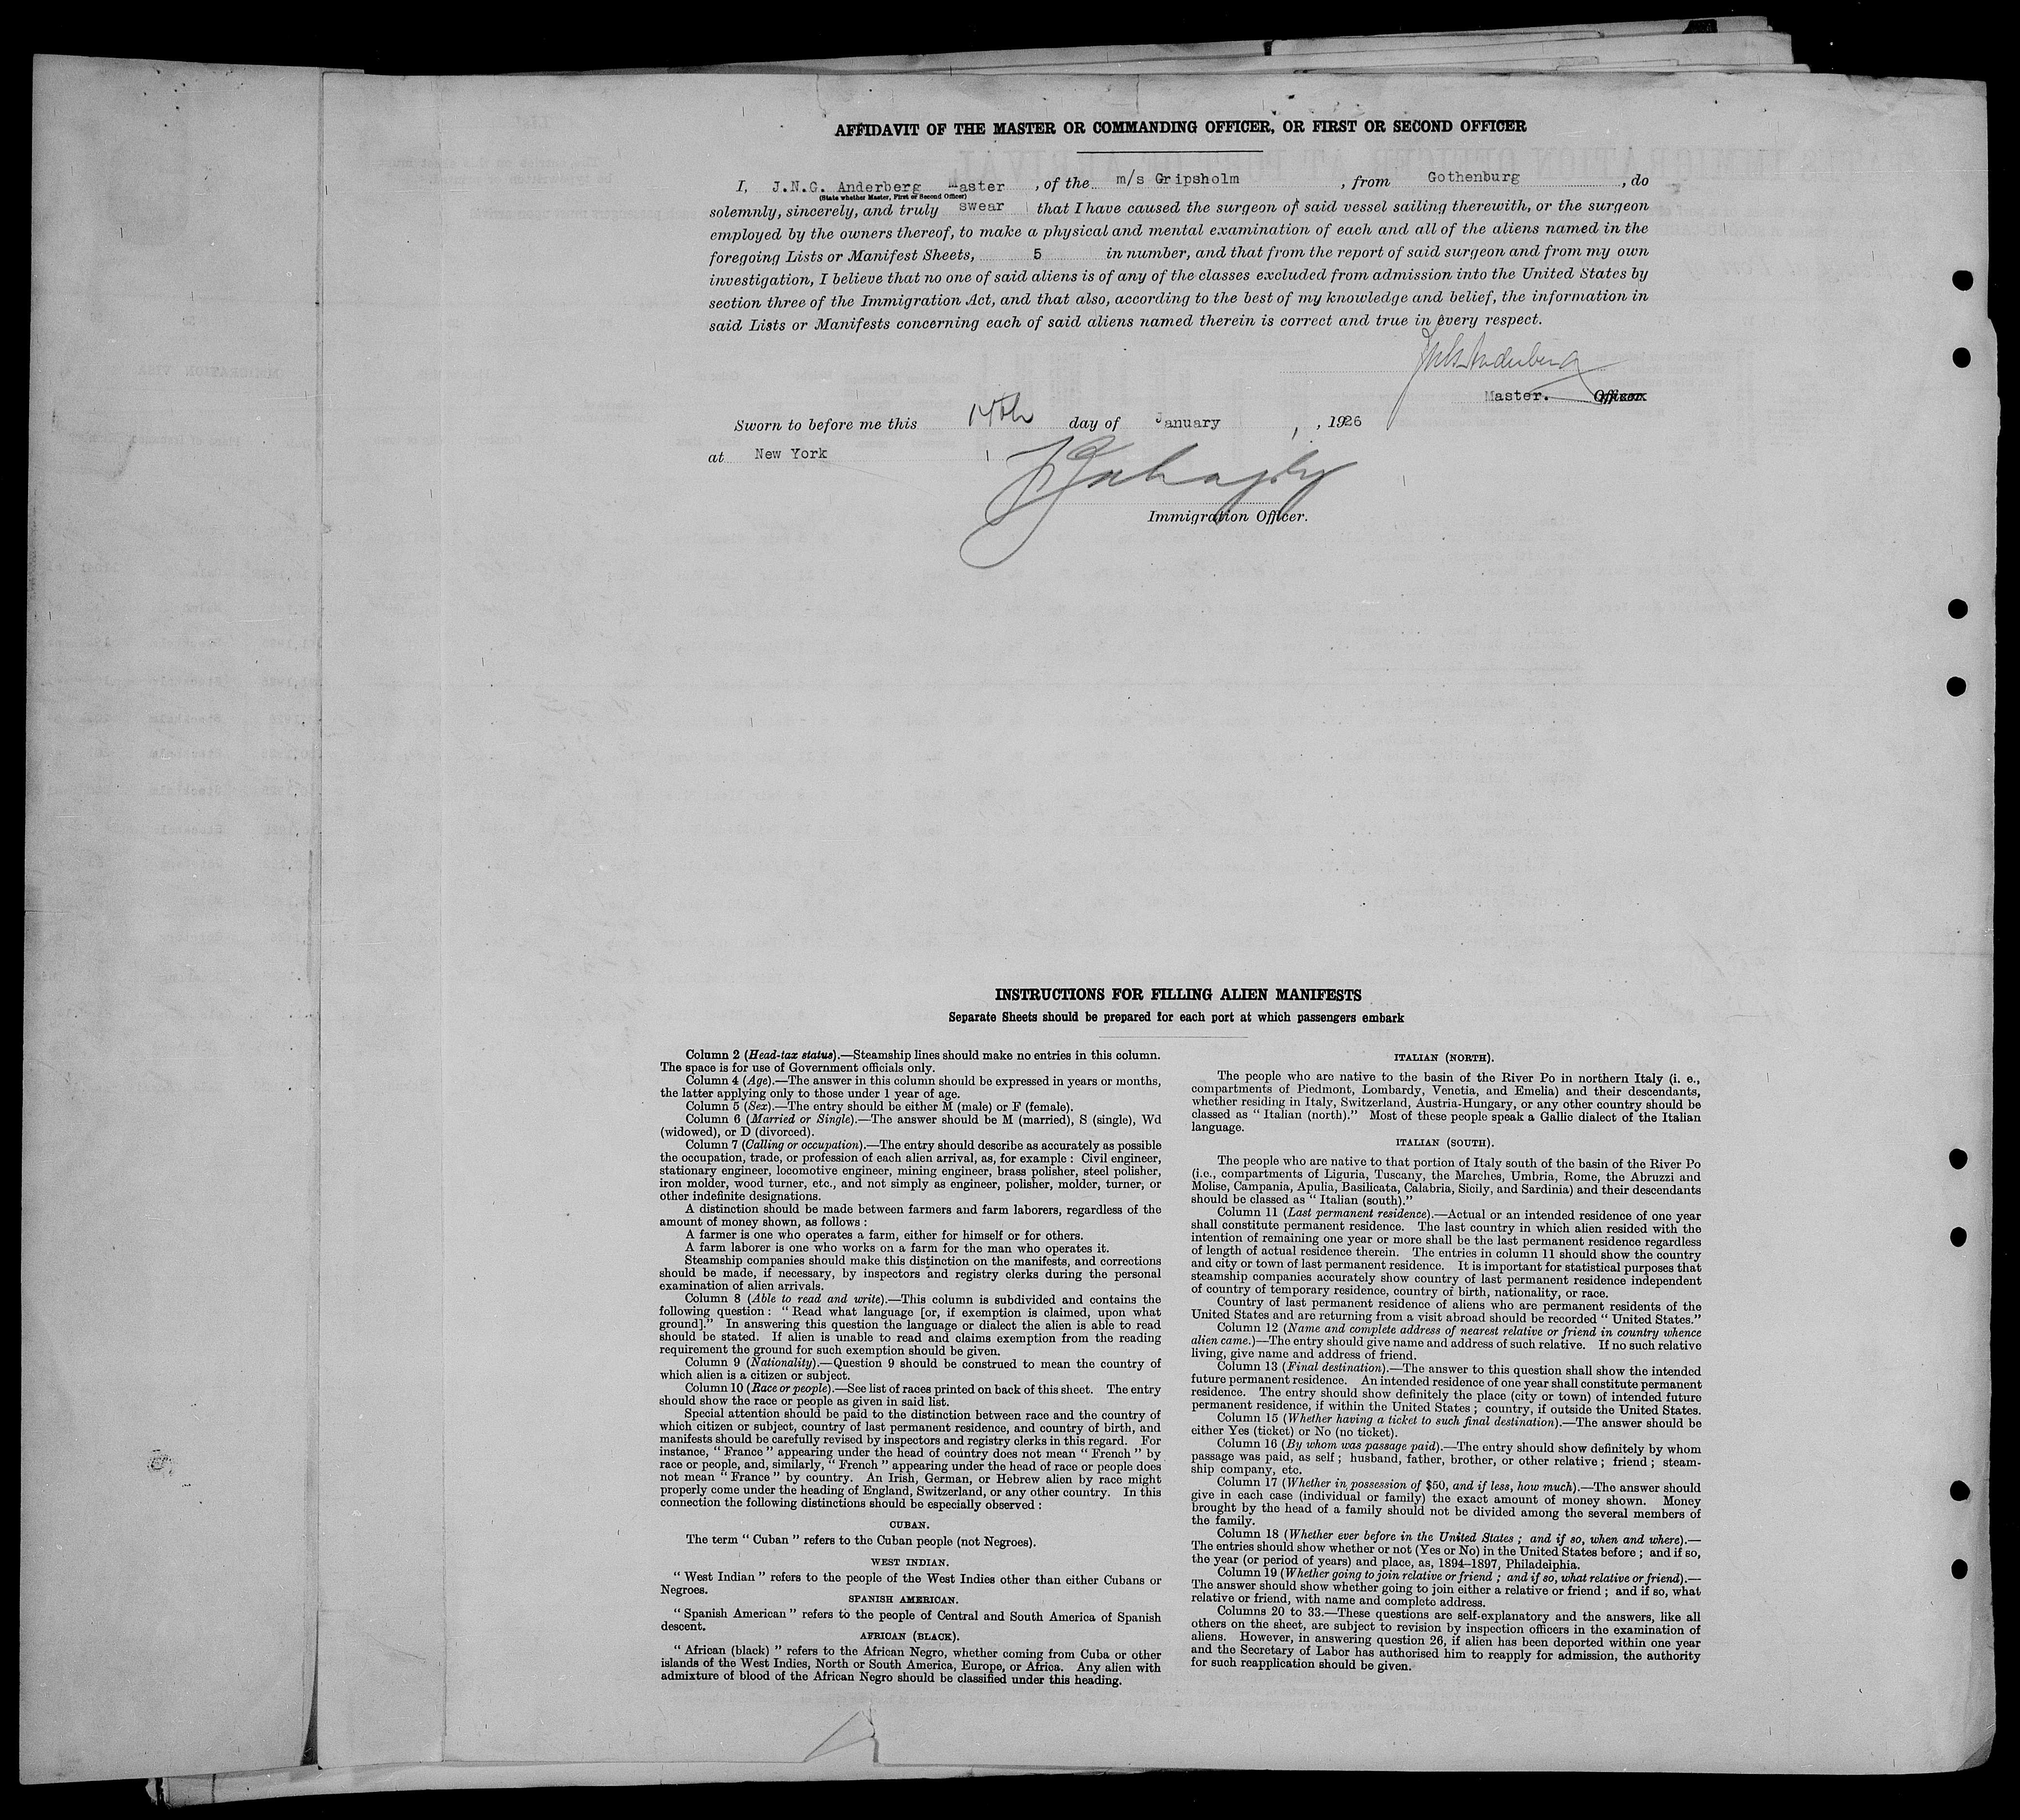 AFFIDAVIT OF THE MASTER OR COMMANDING OFFICER, OR FIRST OR SECOND OFFICER
I, J.N.G. Anderberg Master , of the m/s Gripsholm , from Gothenburg , do
(State whether Master, First or Second Officer)
solemnly, sincerely, and truly swear that I have caused the surgeon of said vessel sailing therewith, or the surgeon
employed by the owners thereof, to make a physical and mental examination of each and all of the aliens named in the
foregoing Lists or Manifest Sheets, 5 in number, and that from the report of said surgeon and from my own
investigation, I believe that no one of said aliens is of any of the classes excluded from admission into the United States by
section three of the Immigration Act, and that also, according to the best of my knowledge and belief, the information in
said Lists or Manifests concerning each of said aliens named therein is correct and true in every respect.
Anderberg
Master. Officer.
Sworn to before me this day of January , 1926
at New York
Immigration Officer.
INSTRUCTIONS FOR FILLING ALIEN MANIFESTS
Separate Sheets should be prepared for each port at which passengers embark
Column 2 (Head-tax status).—Steamship lines should make no entries in this column.
The space is for use of Government officials only.
Column 4 (Age).—The answer in this column should be expressed in years or months,
the latter applying only to those under 1 year of age.
Column 5 (Sex).—The entry should be either M (male) or F (female).
Column 6 (Married or Single).—The answer should be M (married), S (single), Wd
(widowed), or D (divorced).
Column 7 (Calling or occupation).—The entry should describe as accurately as possible
the occupation, trade, or profession of each alien arrival, as, for example : Civil engineer,
stationary engineer, locomotive engineer, mining engineer, brass polisher, steel polisher,
iron molder, wood turner, etc., and not simply as engineer, polisher, molder, turner, or
other indefinite designations.
A distinction should be made between farmers and farm laborers, regardless of the
amount of money shown, as follows :
A farmer is one who operates a farm, either for himself or for others.
A farm laborer is one who works on a farm for the man who operates it.
Steamship companies should make this distinction on the manifests, and corrections
should be made, if necessary, by inspectors and registry clerks during the personal
examination of alien arrivals.
Column 8 (Able to read and write).—This column is subdivided and contains the
following question : “ Read what language [or, if exemption is claimed, upon what
ground].” In answering this question the language or dialect the alien is able to read
should be stated. If alien is unable to read and claims exemption from the reading
requirement the ground for such exemption should be given.
Column 9 (Nationality).—Question 9 should be construed to mean the country of
which alien is a citizen or subject.
Column 10 (Race or people).—See list of races printed on back of this sheet. The entry
should show the race or people as given in said list.
Special attention should be paid to the distinction between race and the country of
which citizen or subject, country of last permanent residence, and country of birth, and
manifests should be carefully revised by inspectors and registry clerks in this regard. For
instance, “ France ” appearing under the head of country does not mean “ French ” by
race or people, and, similarly, “ French ” appearing under the head of race or people does
not mean “ France ” by country. An Irish, German, or Hebrew alien by race might
properly come under the heading of England, Switzerland, or any other country. In this
connection the following distinctions should be especially observed :
CUBAN.
The term “ Cuban ” refers to the Cuban people (not Negroes).
WEST INDIAN.
“ West Indian ” refers to the people of the West Indies other than either Cubans or
Negroes.
SPANISH AMERICAN.
“ Spanish American ” refers to the people of Central and South America of Spanish
descent.
AFRICAN (BLACK).
“ African (black) ” refers to the African Negro, whether coming from Cuba or other
islands of the West Indies, North or South America, Europe, or Africa. Any alien with
admixture of blood of the African Negro should be classified under this heading.
ITALIAN (NORTH).
The people who are native to the basin of the River Po in northern Italy (i. e.,
compartments of Piedmont, Lombardy, Venetia, and Emelia) and their descendants,
whether residing in Italy, Switzerland, Austria-Hungary, or any other country should be
classed as “ Italian (north).” Most of these people speak a Gallic dialect of the Italian
language.
ITALIAN (SOUTH).
The people who are native to that portion of Italy south of the basin of the River Po
(i.e., compartments of Liguria, Tuscany, the Marches, Umbria, Rome, the Abruzzi and
Molise, Campania, Apulia, Basilicata, Calabria, Sicily, and Sardinia) and their descendants
should be classed as “ Italian (south).”
Column 11 (Last permanent residence).—Actual or an intended residence of one year
shall constitute permanent residence. The last country in which alien resided with the
intention of remaining one year or more shall be the last permanent residence regardless
of length of actual residence therein. The entries in column 11 should show the country
and city or town of last permanent residence. It is important for statistical purposes that
steamship companies accurately show country of last permanent residence independent
of country of temporary residence, country of birth, nationality, or race.
Country of last permanent residence of aliens who are permanent residents of the
United States and are returning from a visit abroad should be recorded “ United States.”
Column 12 (Name and complete address of nearest relative or friend in country whence
alien came.)—The entry should give name and address of such relative. If no such relative
living, give name and address of friend.
Column 13 (Final destination).—The answer to this question shall show the intended
future permanent residence. An intended residence of one year shall constitute permanent
residence. The entry should show definitely the place (city or town) of intended future
permanent residence, if within the United States ; country, if outside the United States.
Column 15 (Whether having a ticket to such final destination).—The answer should be
either Yes (ticket) or No (no ticket).
Column 16 (By whom was passage paid).—The entry should show definitely by whom
passage was paid, as self ; husband, father, brother, or other relative ; friend ; steam-
ship company, etc.
Column 17 (Whether in possession of $50, and if less, how much).—The answer should
give in each case (individual or family) the exact amount of money shown. Money
brought by the head of a family should not be divided among the several members of
the family.
Column 18 (Whether ever before in the United States ; and if so, when and where).—
The entries should show whether or not (Yes or No) in the United States before ; and if so,
the year (or period of years) and place, as, 1894–1897, Philadelphia.
Column 19 (Whether going to join relative or friend ; and if so, what relative or friend).—
The answer should show whether going to join either a relative or friend ; and if so, what
relative or friend, with name and complete address.
Columns 20 to 33.—These questions are self-explanatory and the answers, like all
others on the sheet, are subject to revision by inspection officers in the examination of
aliens. However, in answering question 26, if alien has been deported within one year
and the Secretary of Labor has authorised him to reapply for admission, the authority
for such reapplication should be given.